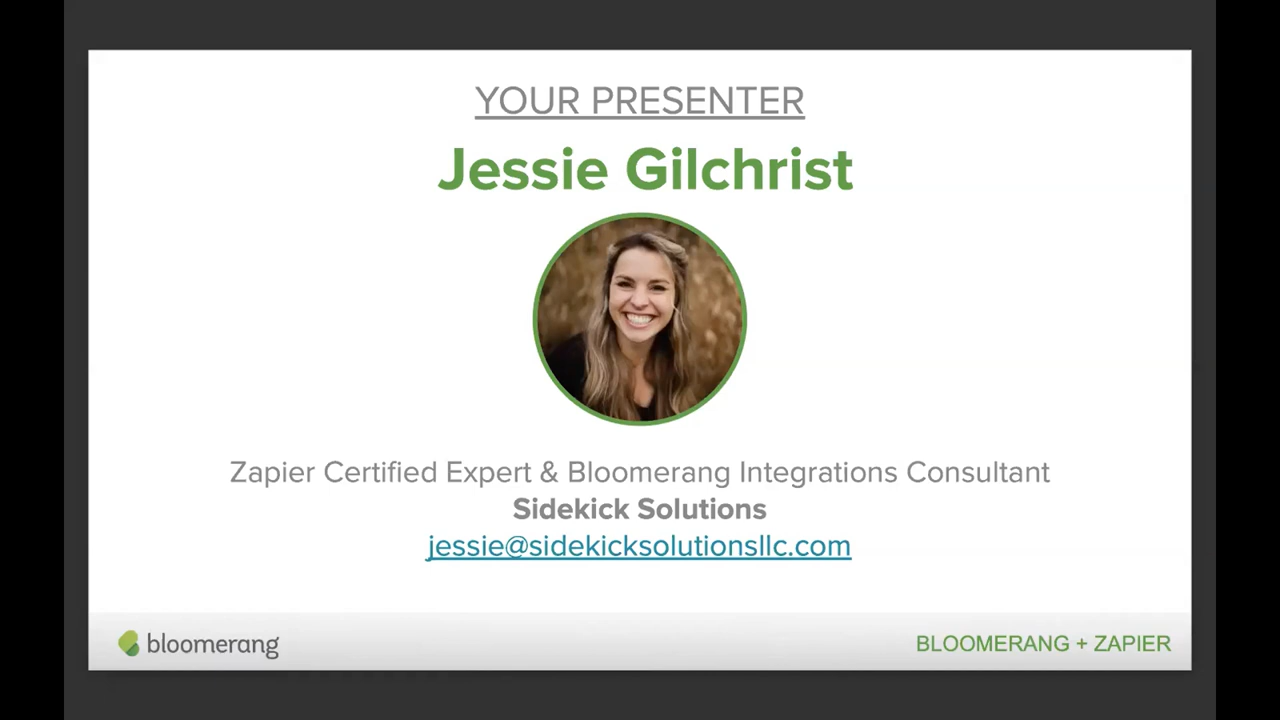 YOUR PRESENTER
Jessie Gilchrist
Zapier Certified Expert & Bloomerang Integrations Consultant
Sidekick Solutions
jessie@sidekicksolutionsllc.com
bloomerang
BLOOMERANG + ZAPIER